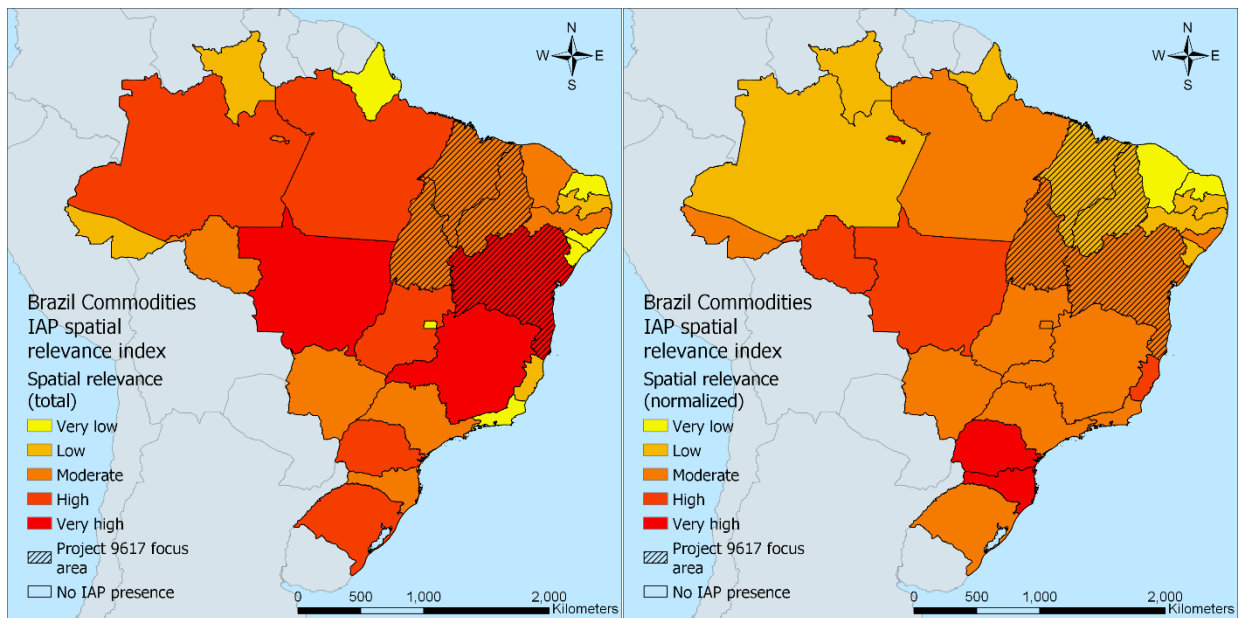 N
W E
S
Brazil Commodities
IAP spatial
relevance index
Spatial relevance
(total)
Very low
Low
Moderate
High
Very high
Project 9617 focus
area
No IAP presence
0 500 1,000 2,000
Kilometers
N
W E
S
Brazil Commodities
IAP spatial
relevance index
Spatial relevance
(normalized)
Very low
Low
Moderate
High
Very high
Project 9617 focus
area
No IAP presence
0 500 1,000 2,000
Kilometers